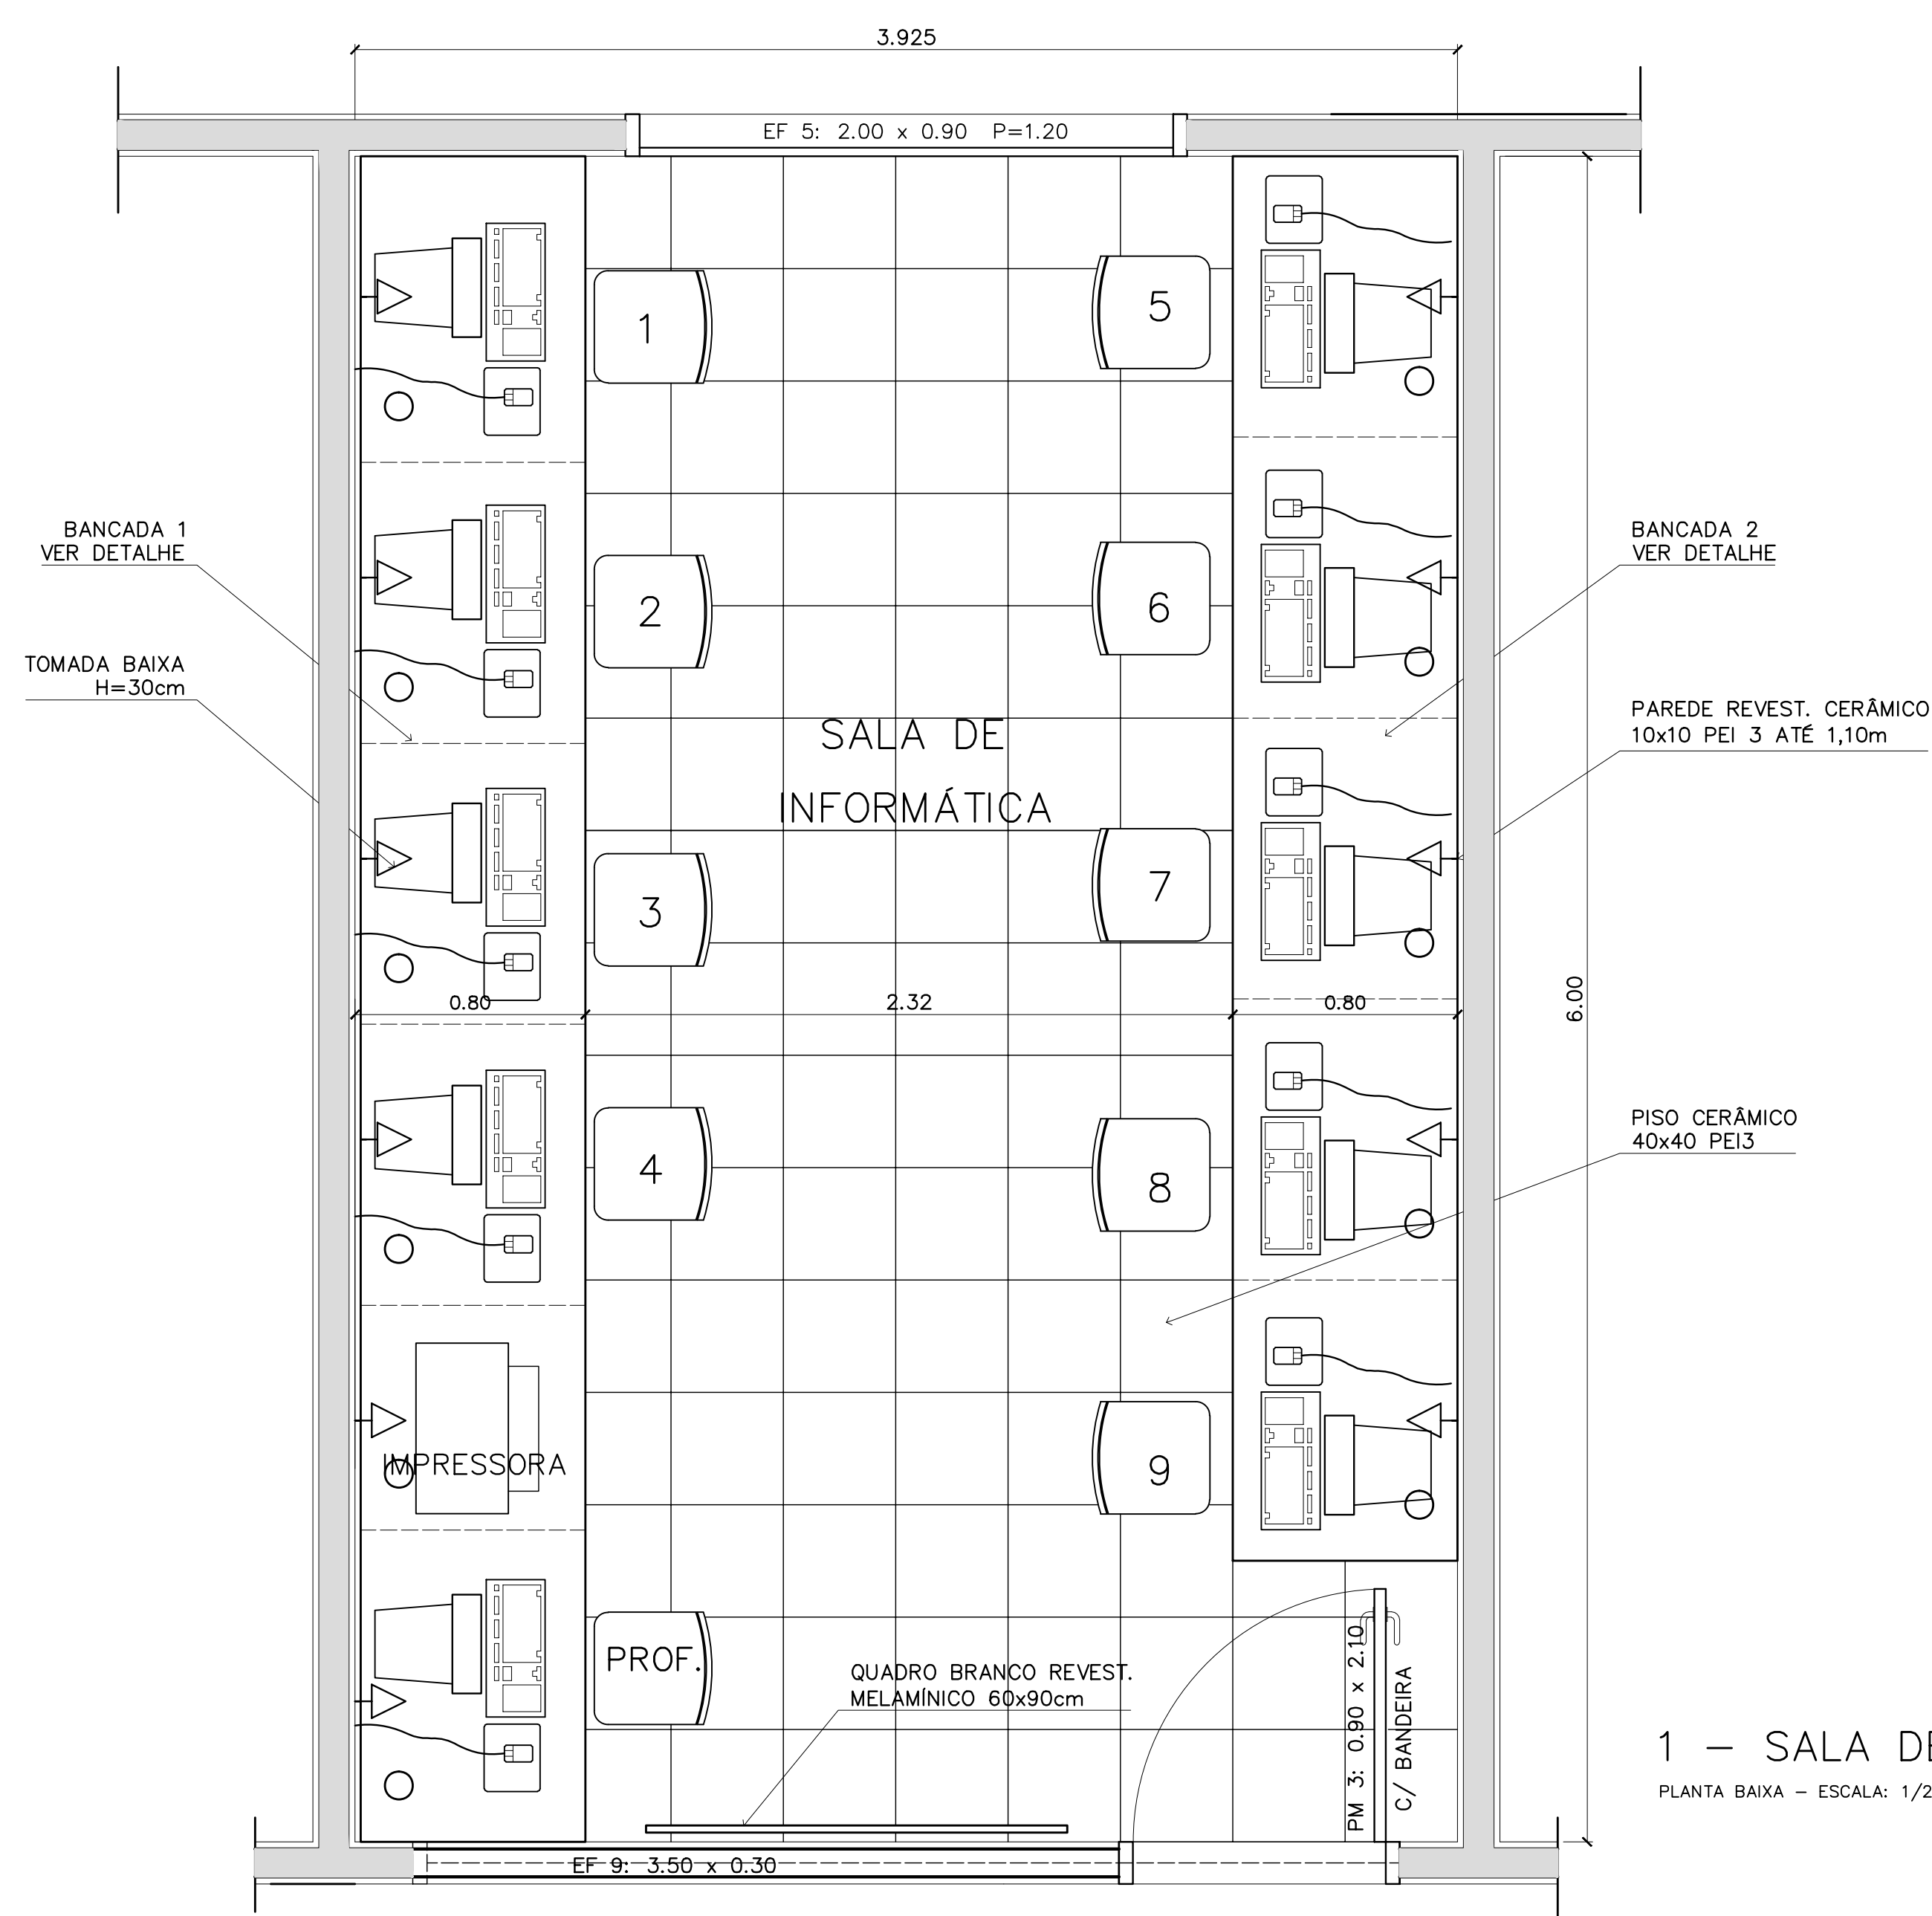 3.925
EF 5: 2.00 x 0.90 P=1.20
1
5
BANCADA 1
VER DETALHE
BANCADA 2
VER DETALHE
2
6
TOMADA BAIXA
H=30cm
PAREDE REVEST. CERÂMICO
10x10 PEI 3 ATÉ 1,10m
SALA DE
INFORMÁTICA
3
7
0.80
2.32
0.80
6.00
PISO CERÂMICO
40x40 PEI3
4
8
IMPRESSORA
9
PROF.
QUADRO BRANCO REVEST.
MELAMÍNICO 60x90cm
PM 3: 0.90 x 2.10
C/ BANDEIRA
1 – SALA DE
PLANTA BAIXA – ESCALA: 1/2
EF 9: 3.50 x 0.30